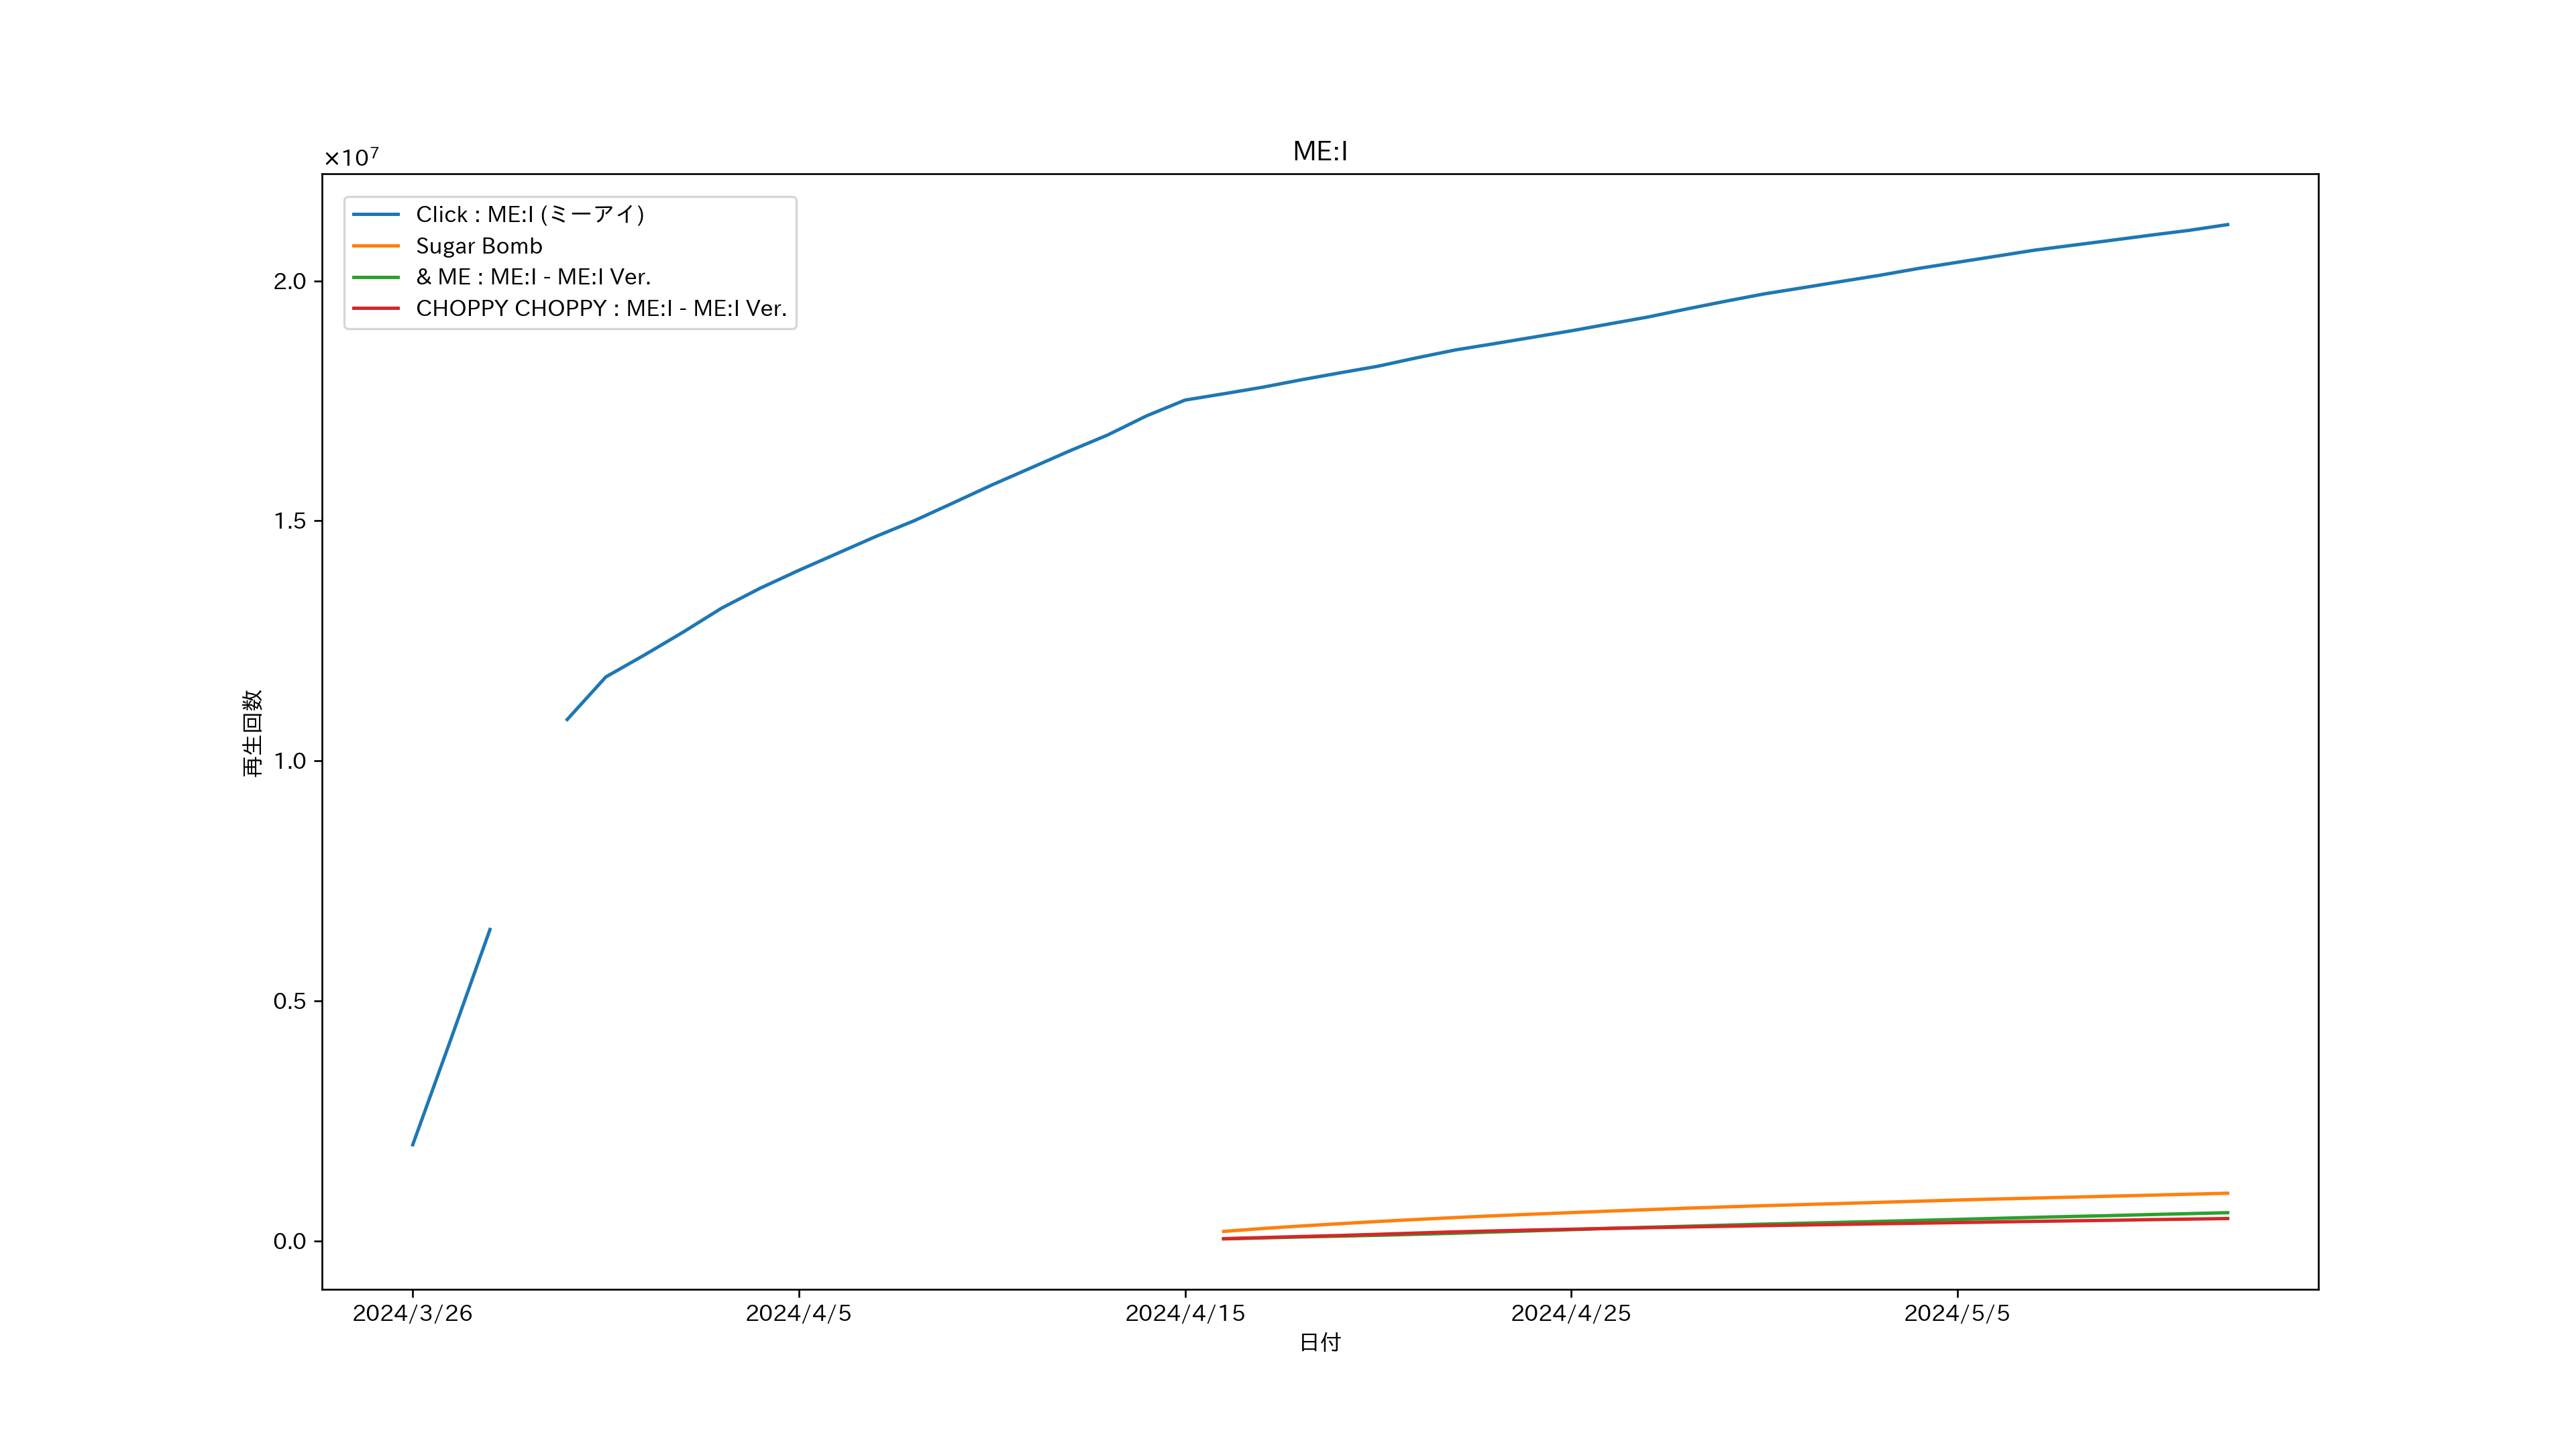 ME:I
×10⁷
Click : ME:I (ミーアイ)
Sugar Bomb
& ME : ME:I - ME:I Ver.
CHOPPY CHOPPY : ME:I - ME:I Ver.
2.0
1.5
1.0
0.5
0.0
再生回数
2024/3/26 2024/4/5 2024/4/15 2024/4/25 2024/5/5
日付